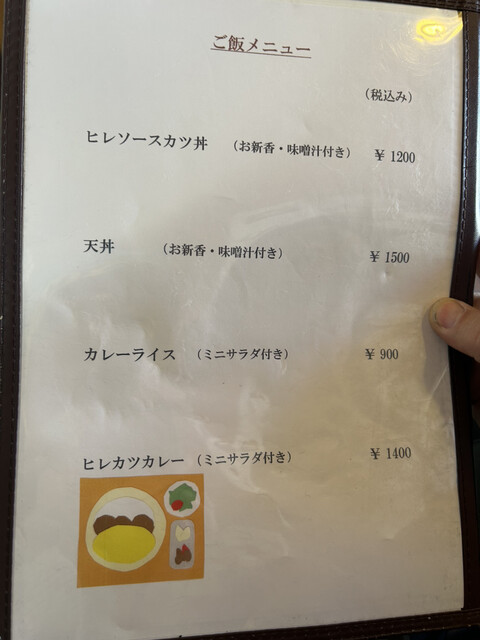 ご飯メニュー
(税込み)
ヒレソースカツ丼 (お新香・味噌汁付き) ¥1200
天丼 (お新香・味噌汁付き) ¥1500
カレーライス (ミニサラダ付き) ¥900
ヒレカツカレー (ミニサラダ付き) ¥1400